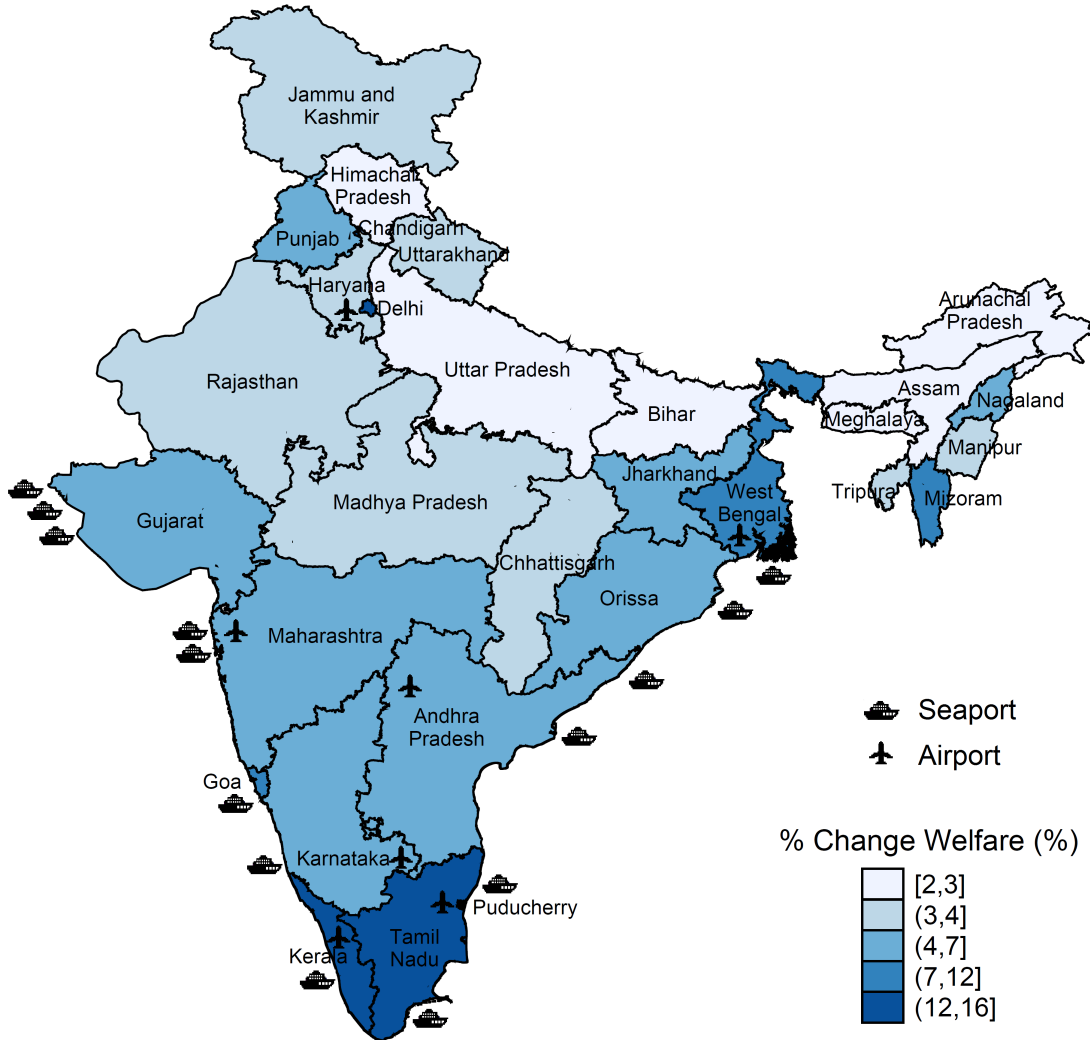 Jammu and
Kashmir
Himachal
Pradesh
Chandigarh
Punjab
Uttarakhand
Haryana
Delhi
Arunachal
Pradesh
Rajasthan
Uttar Pradesh
Assam
Nagaland
Bihar
Meghalaya
Manipur
Jharkhand
Tripura
Mizoram
Madhya Pradesh
West
Bengal
Gujarat
Chhattisgarh
Orissa
Maharashtra
Andhra
Pradesh
Goa
Karnataka
Puducherry
Tamil
Nadu
Kerala
Seaport
Airport
% Change Welfare (%)
[2,3]
(3,4]
(4,7]
(7,12]
(12,16]